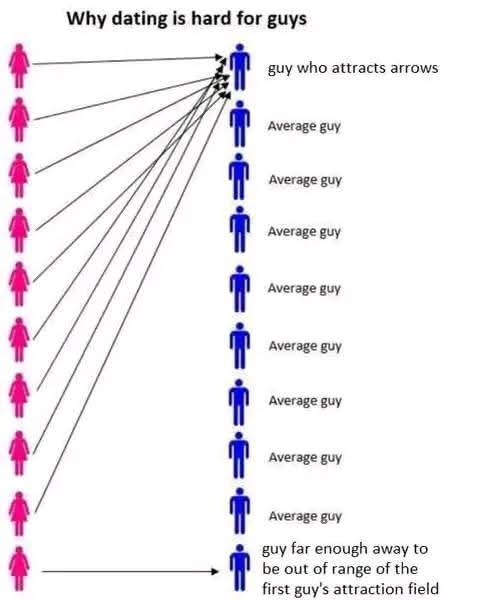 Why dating is hard for guys
guy who attracts arrows
Average guy
Average guy
Average guy
Average guy
Average guy
Average guy
Average guy
Average guy
guy far enough away to
be out of range of the
first guy's attraction field